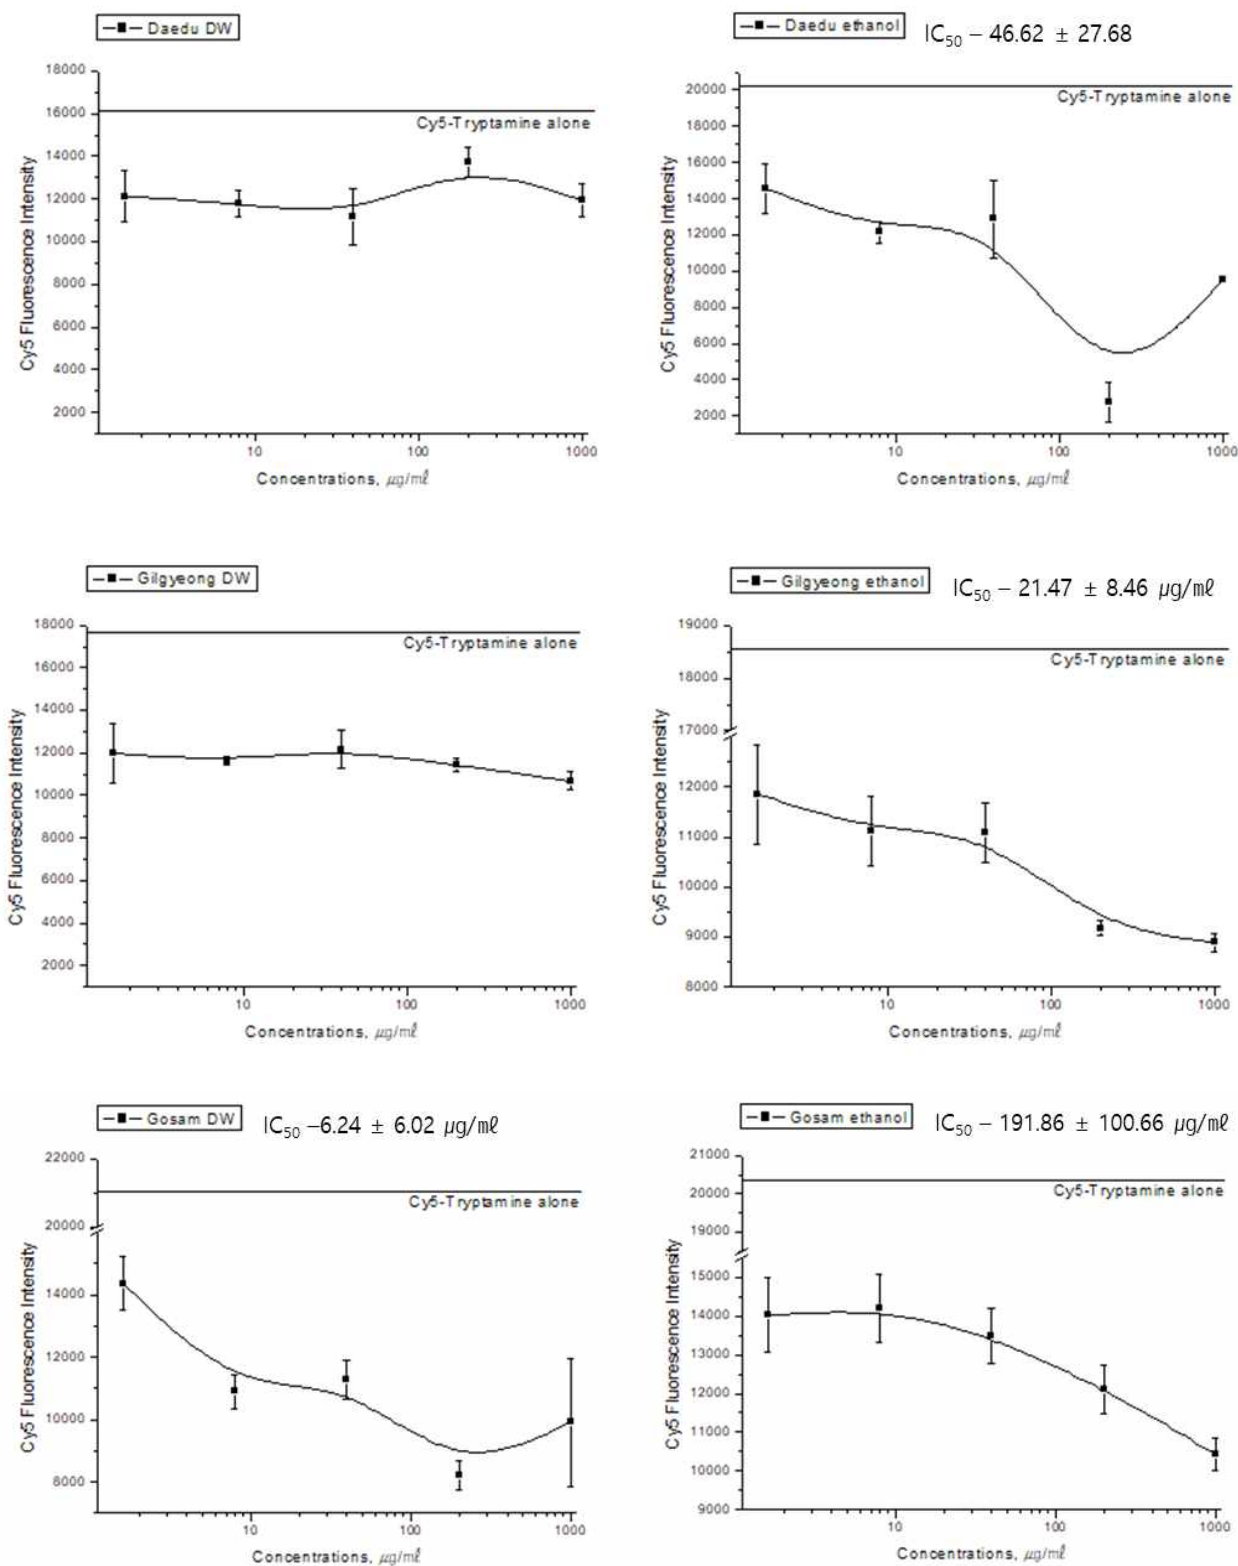 Daedu DW
18000
16000
14000
12000
10000
8000
6000
4000
2000
Cy5-Tryptamine alone
Cy5 Fluorescence Intensity
10
100
1000
Concentrations, μg/mℓ
Daedu ethanol
IC50 – 46.62 ± 27.68
20000
18000
16000
14000
12000
10000
8000
6000
4000
2000
Cy5-Tryptamine alone
Cy5 Fluorescence Intensity
10
100
1000
Concentrations, μg/mℓ
Gilgyeong DW
18000
16000
14000
12000
10000
8000
6000
4000
2000
Cy5-Tryptamine alone
Cy5 Fluorescence Intensity
10
100
1000
Concentrations, μg/mℓ
Gilgyeong ethanol
IC50 – 21.47 ± 8.46 μg/mℓ
19000
18000
17000
12000
11000
10000
9000
8000
Cy5-Tryptamine alone
Cy5 Fluorescence Intensity
10
100
1000
Concentrations, μg/mℓ
Gosam DW
IC50 –6.24 ± 6.02 μg/mℓ
22000
20000
14000
12000
10000
8000
Cy5-Tryptamine alone
Cy5 Fluorescence Intensity
10
100
1000
Concentrations, μg/mℓ
Gosam ethanol
IC50 – 191.86 ± 100.66 μg/mℓ
21000
20000
19000
15000
14000
13000
12000
11000
10000
9000
Cy5-Tryptamine alone
Cy5 Fluorescence Intensity
10
100
1000
Concentrations, μg/mℓ